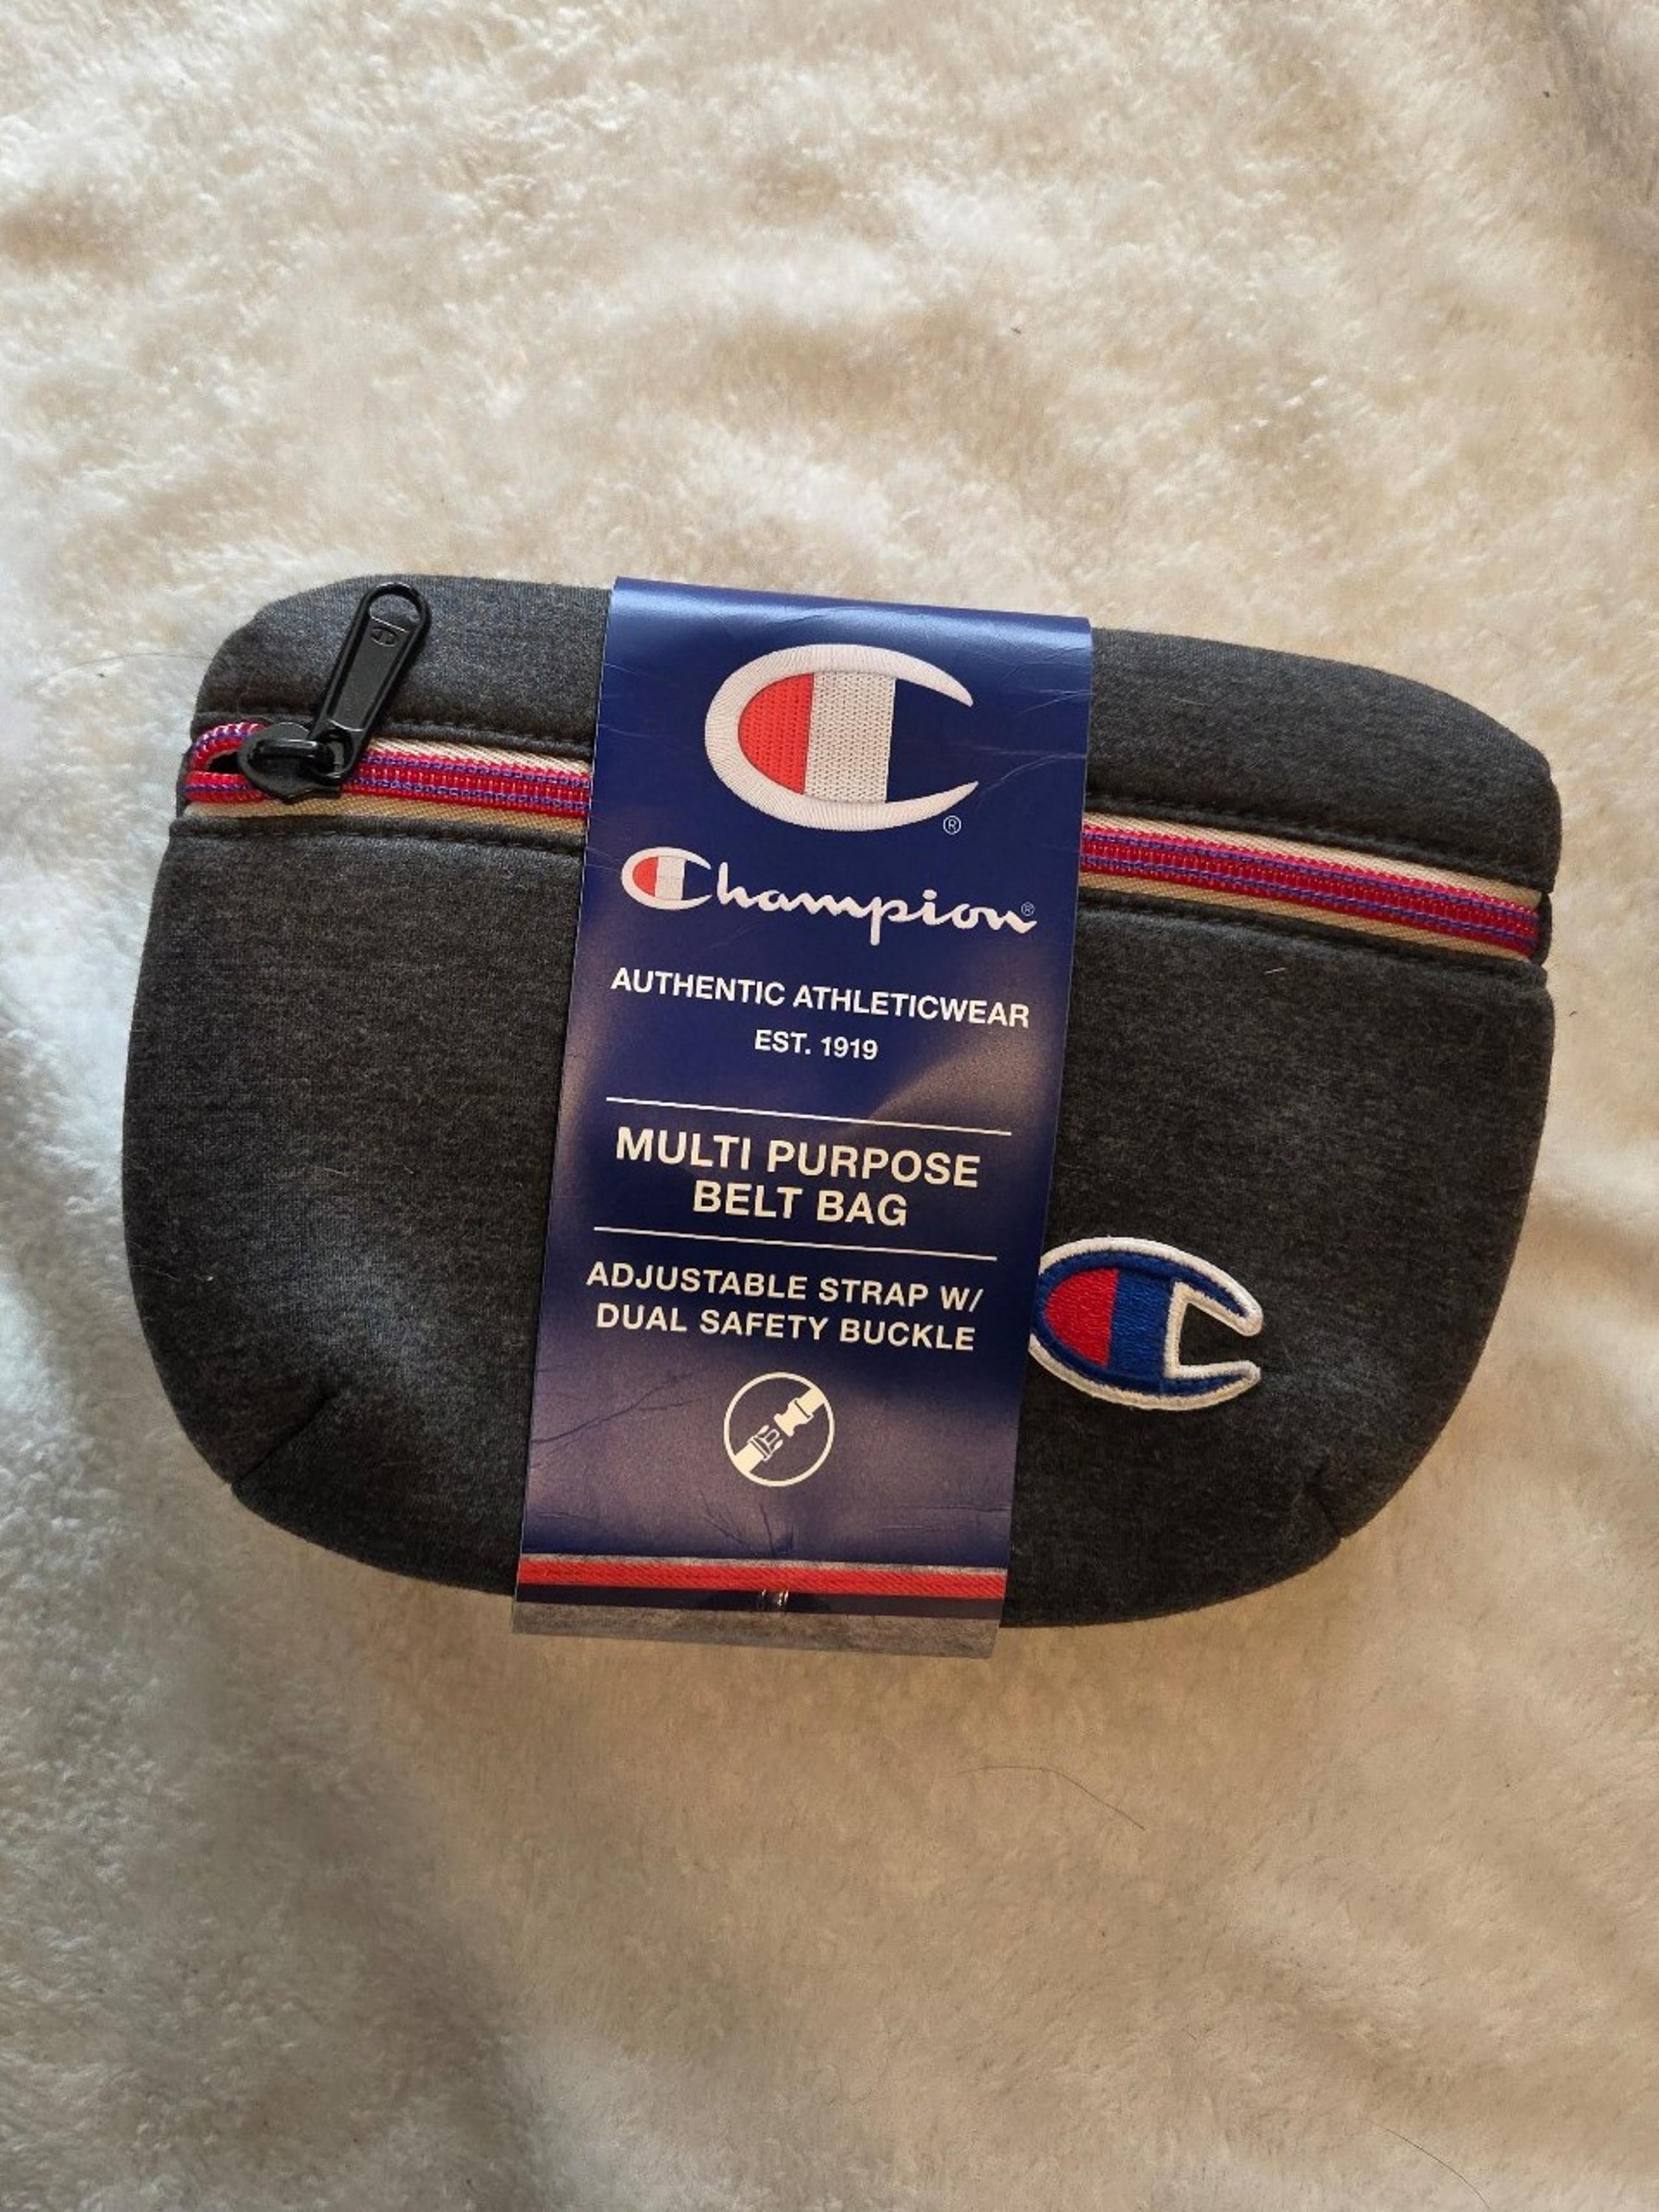 ®
Champion®
AUTHENTIC ATHLETICWEAR
EST. 1919
MULTI PURPOSE
BELT BAG
ADJUSTABLE STRAP W/
DUAL SAFETY BUCKLE